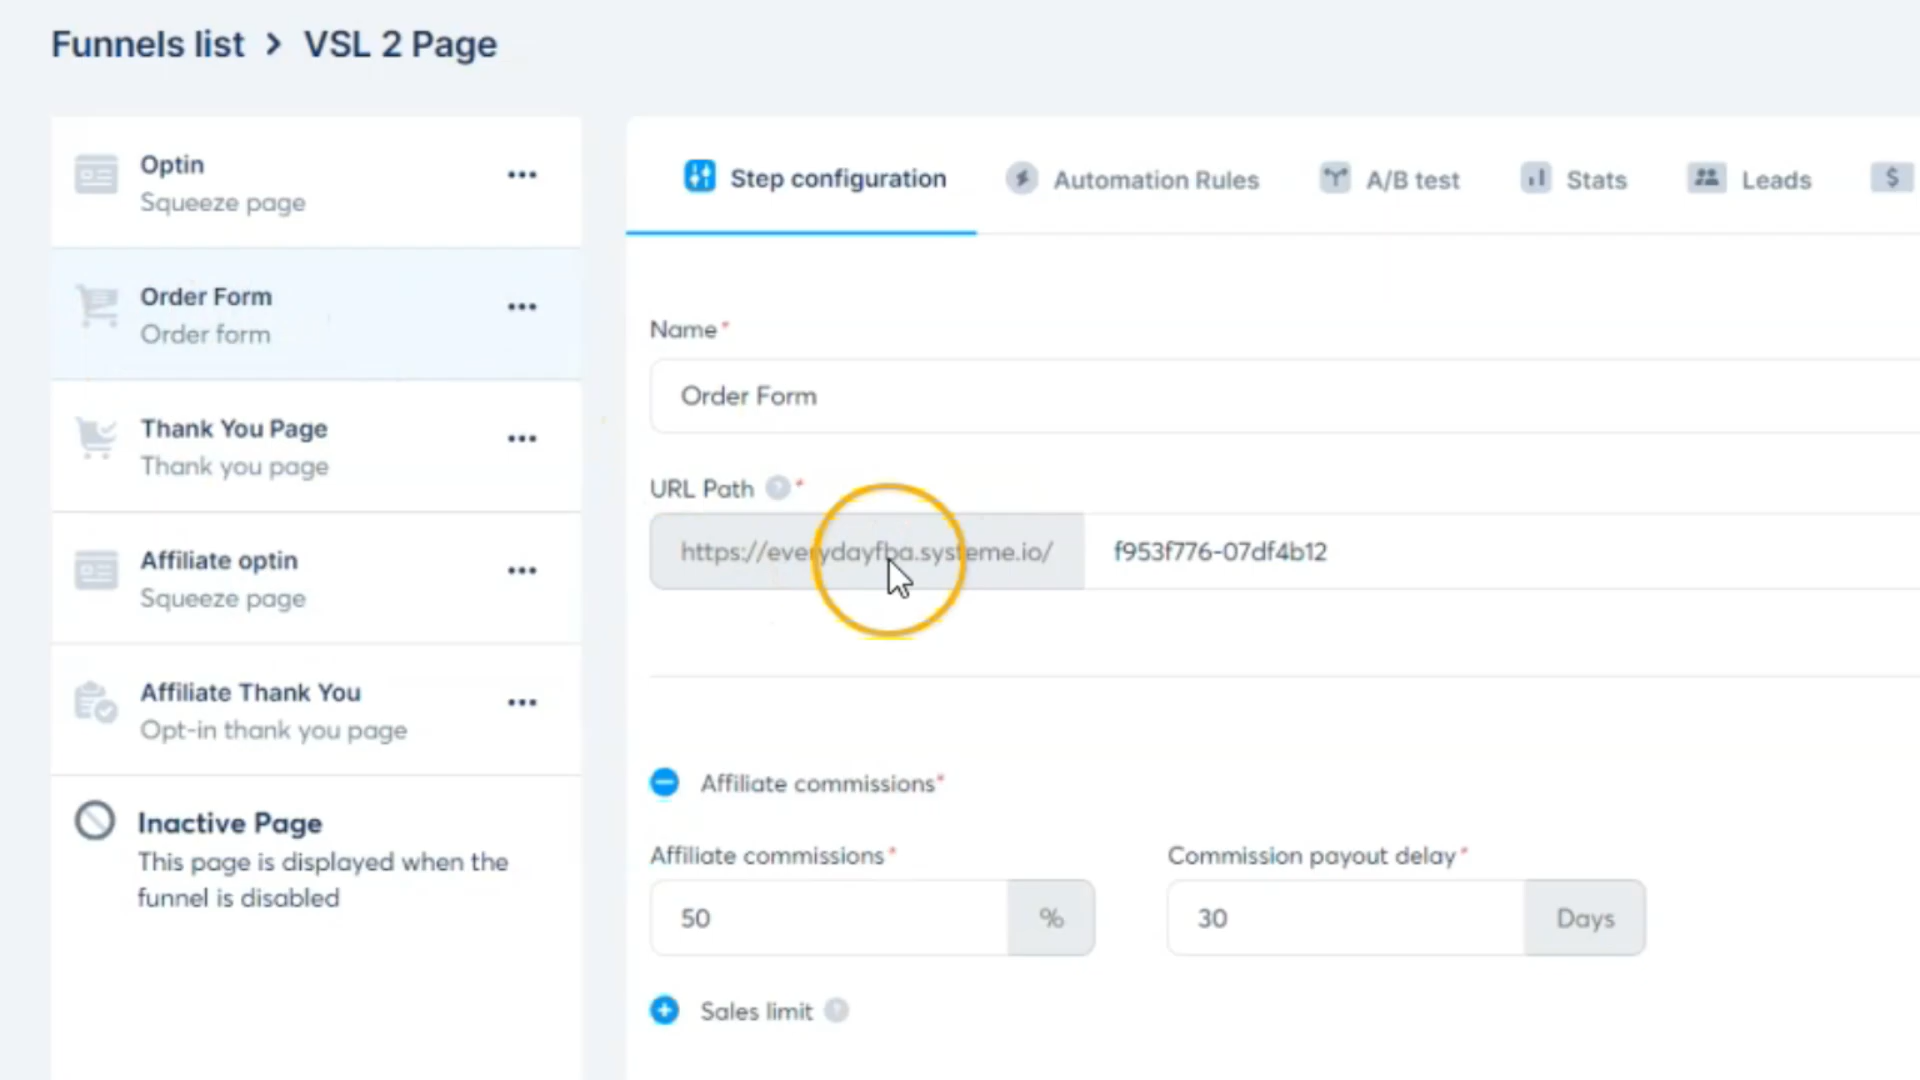 Funnels list > VSL 2 Page
Optin
Squeeze page
Order Form
Order form
Thank You Page
Thank you page
Affiliate optin
Squeeze page
Affiliate Thank You
Opt-in thank you page
Inactive Page
This page is displayed when the
funnel is disabled
Step configuration
Automation Rules
A/B test
Stats
Leads
$
Name*
Order Form
URL Path ? *
https://everydayfba.systeme.io/ f953f776-07df4b12
Affiliate commissions*
Affiliate commissions*
Commission payout delay*
50 %
30 Days
Sales limit ?